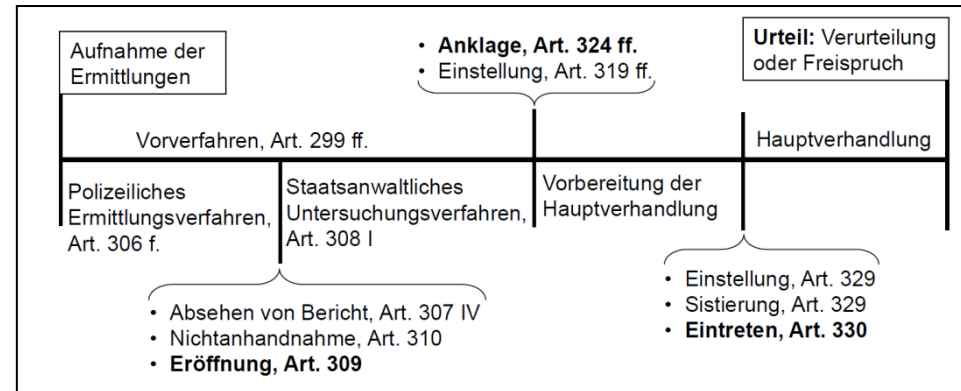 Aufnahme der
Ermittlungen
• Anklage, Art. 324 ff.
• Einstellung, Art. 319 ff.
Urteil: Verurteilung
oder Freispruch
Vorverfahren, Art. 299 ff.
Hauptverhandlung
Polizeiliches
Ermittlungsverfahren,
Art. 306 f.
Staatsanwaltliches
Untersuchungsverfahren,
Art. 308 I
Vorbereitung der
Hauptverhandlung
• Absehen von Bericht, Art. 307 IV
• Nichtanhandnahme, Art. 310
• Eröffnung, Art. 309
• Einstellung, Art. 329
• Sistierung, Art. 329
• Eintreten, Art. 330